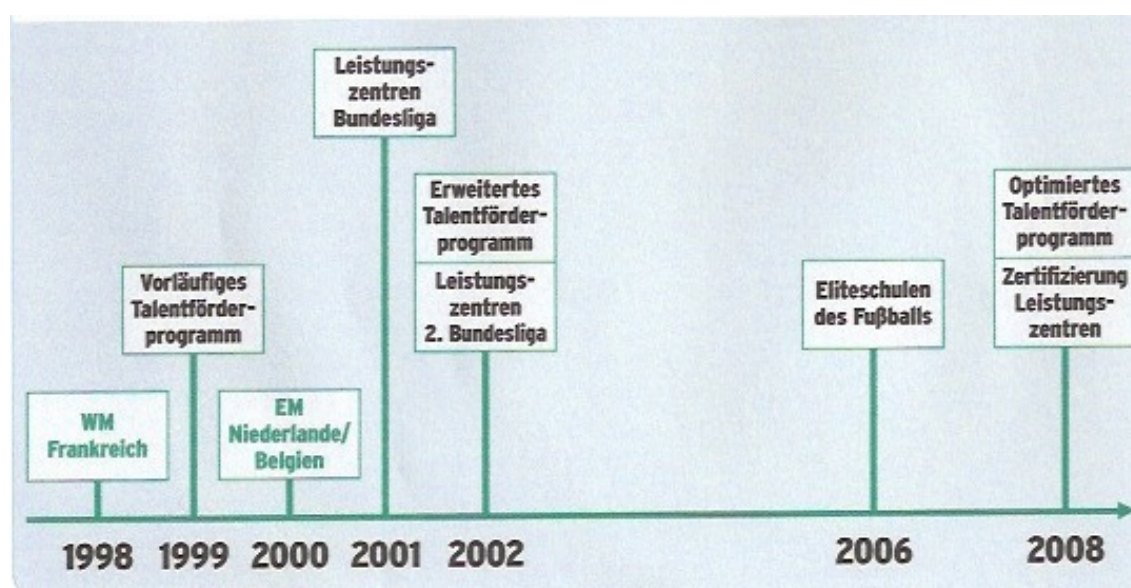 Leistungs-
zentren
Bundesliga
Erweitertes
Talentförder-
programm
Leistungs-
zentren
2. Bundesliga
Optimiertes
Talentförder-
programm
Zertifizierung
Leistungs-
zentren
Vorläufiges
Talentförder-
programm
Eliteschulen
des Fußballs
WM
Frankreich
EM
Niederlande/
Belgien
1998 1999 2000 2001 2002 2006 2008